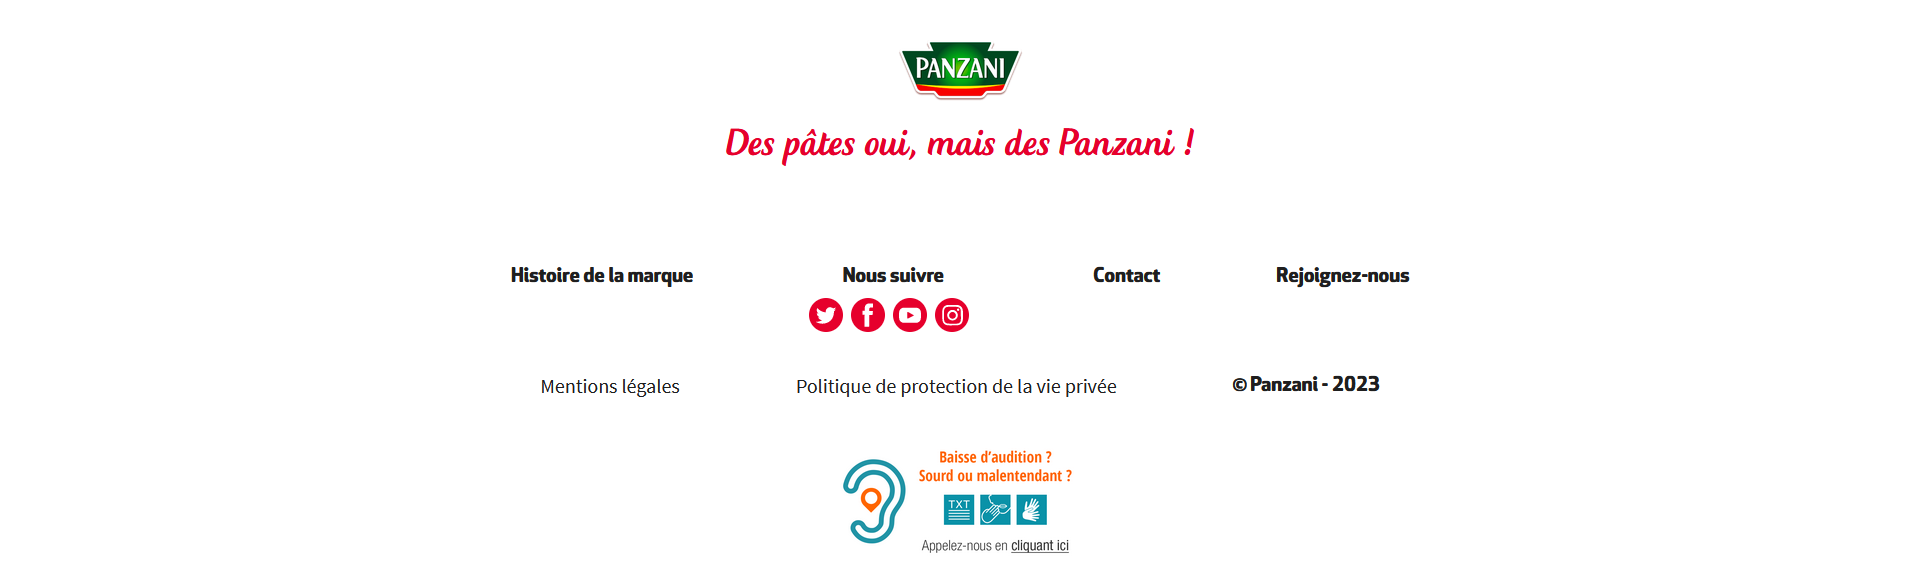 PANZANI
Des pâtes oui, mais des Panzani !
Histoire de la marque
Nous suivre
Contact
Rejoignez-nous
Mentions légales
Politique de protection de la vie privée
© Panzani - 2023
Baisse d'audition ?
Sourd ou malentendant ?
TXT
Appelez-nous en cliquant ici